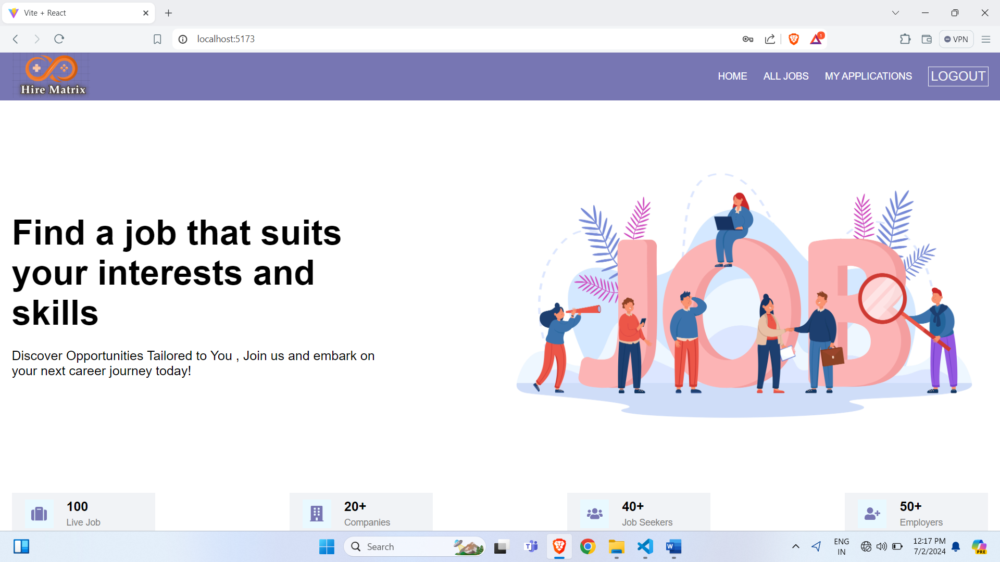 Vite + React
localhost:5173
1
VPN
Hire Matrix
HOME
ALL JOBS
MY APPLICATIONS
LOGOUT
Find a job that suits
your interests and
skills
Discover Opportunities Tailored to You , Join us and embark on
your next career journey today!
JOB
100
Live Job
20+
Companies
40+
Job Seekers
50+
Employers
Search
ENG
IN
12:17 PM
7/2/2024
PRE